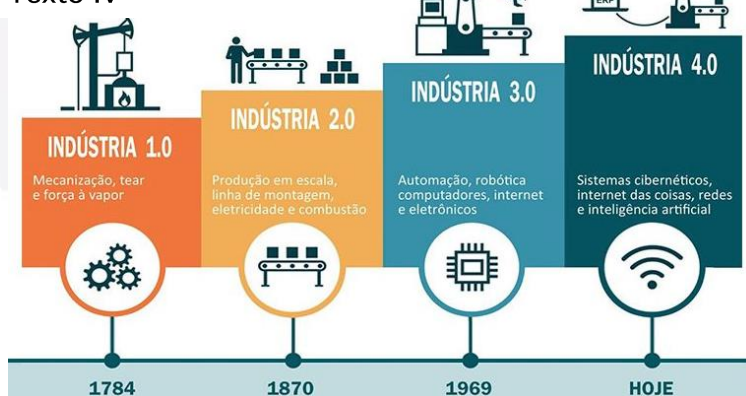 Texto IV
ERP
INDÚSTRIA 1.0
Mecanização, tear
e força à vapor
1784
INDÚSTRIA 2.0
Produção em escala,
linha de montagem,
eletricidade e combustão
1870
INDÚSTRIA 3.0
Automação, robótica
computadores, internet
e eletrônicos
1969
INDÚSTRIA 4.0
Sistemas cibernéticos,
internet das coisas, redes
e inteligência artificial
HOJE